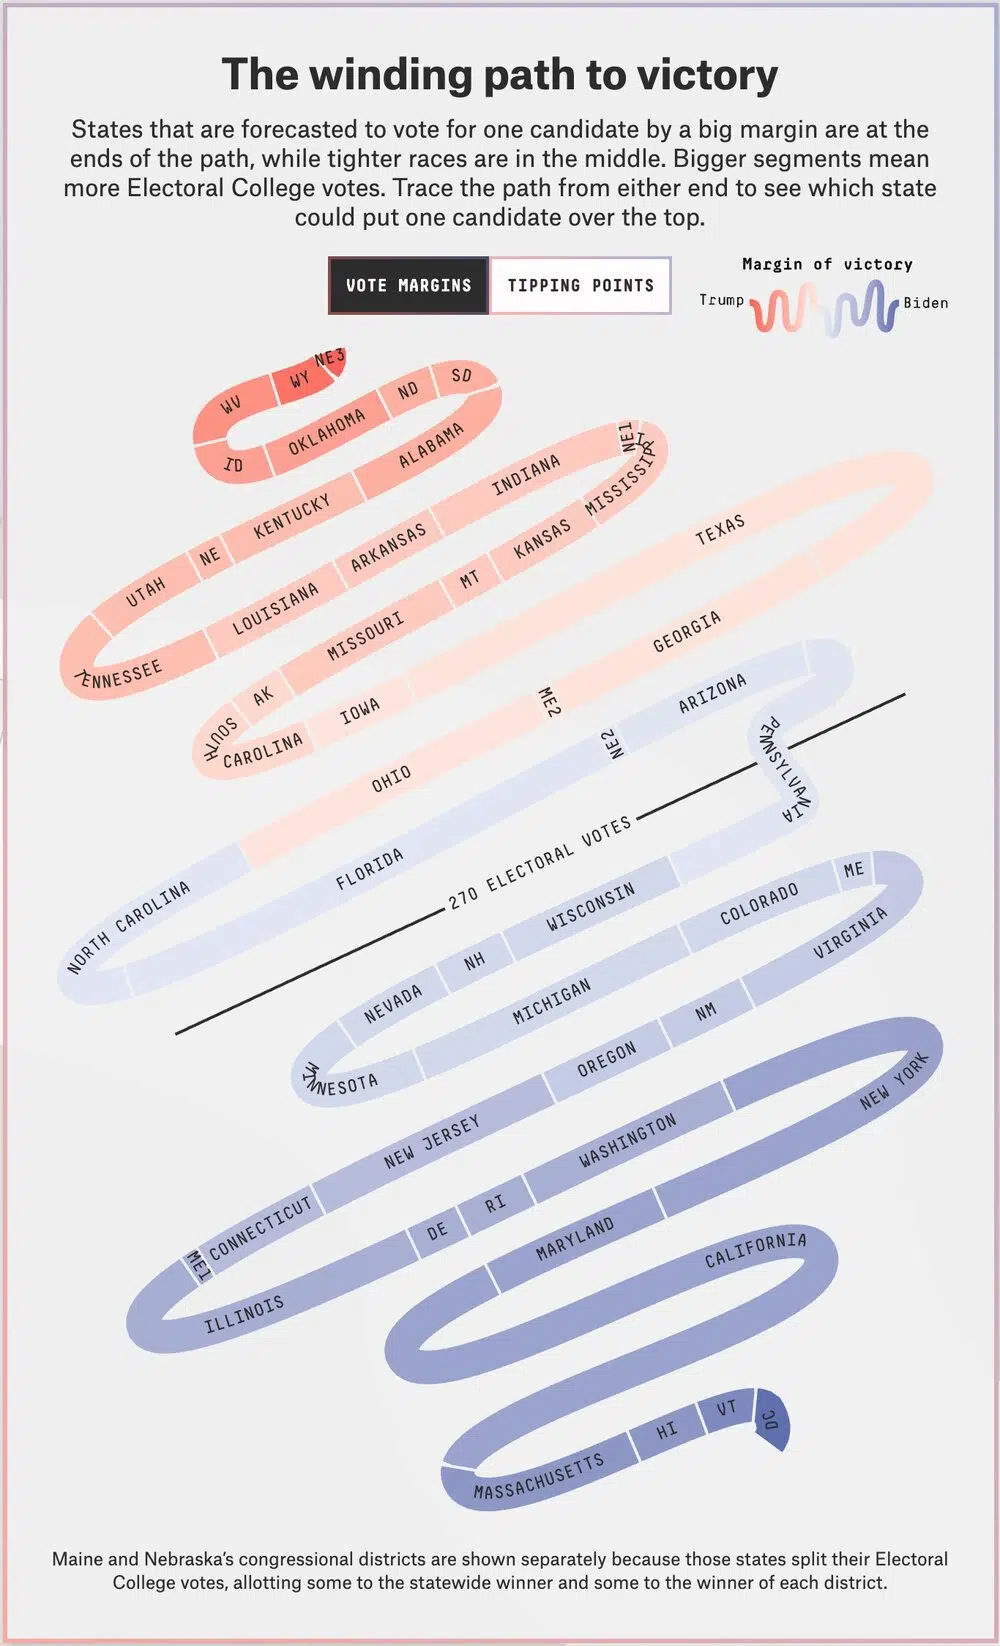 The winding path to victory
States that are forecasted to vote for one candidate by a big margin are at the
ends of the path, while tighter races are in the middle. Bigger segments mean
more Electoral College votes. Trace the path from either end to see which state
could put one candidate over the top.
VOTE MARGINS
TIPPING POINTS
Margin of victory
Trump
Biden
NE3
WY
WV
ID
OKLAHOMA
ND
SD
ALABAMA
KENTUCKY
NE
UTAH
TENNESSEE
LOUISIANA
ARKANSAS
INDIANA
NE1
MISSISSIPPI
KANSAS
MT
MISSOURI
AK
SOUTH CAROLINA
IOWA
TEXAS
GEORGIA
ME2
OHIO
NORTH CAROLINA
FLORIDA
NE2
ARIZONA
PENNSYLVANIA
270 ELECTORAL VOTES
WISCONSIN
NH
NEVADA
MINNESOTA
MICHIGAN
COLORADO
ME
VIRGINIA
NM
OREGON
NEW JERSEY
CONNECTICUT
ME1
ILLINOIS
DE
RI
WASHINGTON
NEW YORK
MARYLAND
CALIFORNIA
MASSACHUSETTS
HI
VT
DC
Maine and Nebraska's congressional districts are shown separately because those states split their Electoral
College votes, allotting some to the statewide winner and some to the winner of each district.